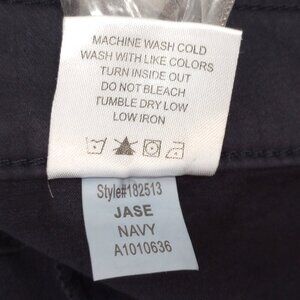 MACHINE WASH COLD
WASH WITH LIKE COLORS
TURN INSIDE OUT
DO NOT BLEACH
TUMBLE DRY LOW
LOW IRON
Style#182513
JASE
NAVY
A1010636